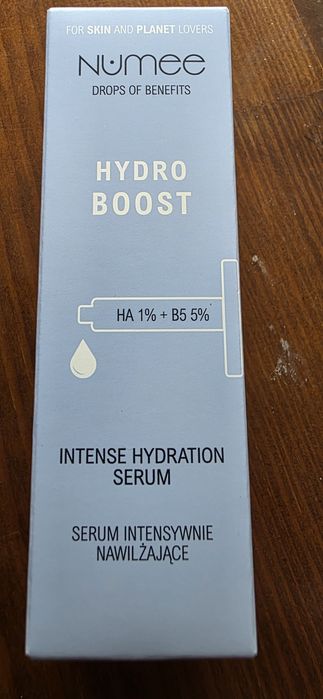 FOR SKIN AND PLANET LOVERS
NUMEE
DROPS OF BENEFITS
HYDRO
BOOST
HA 1% + B5 5%
INTENSE HYDRATION
SERUM
SERUM INTENSYWNIE
NAWILŻAJĄCE